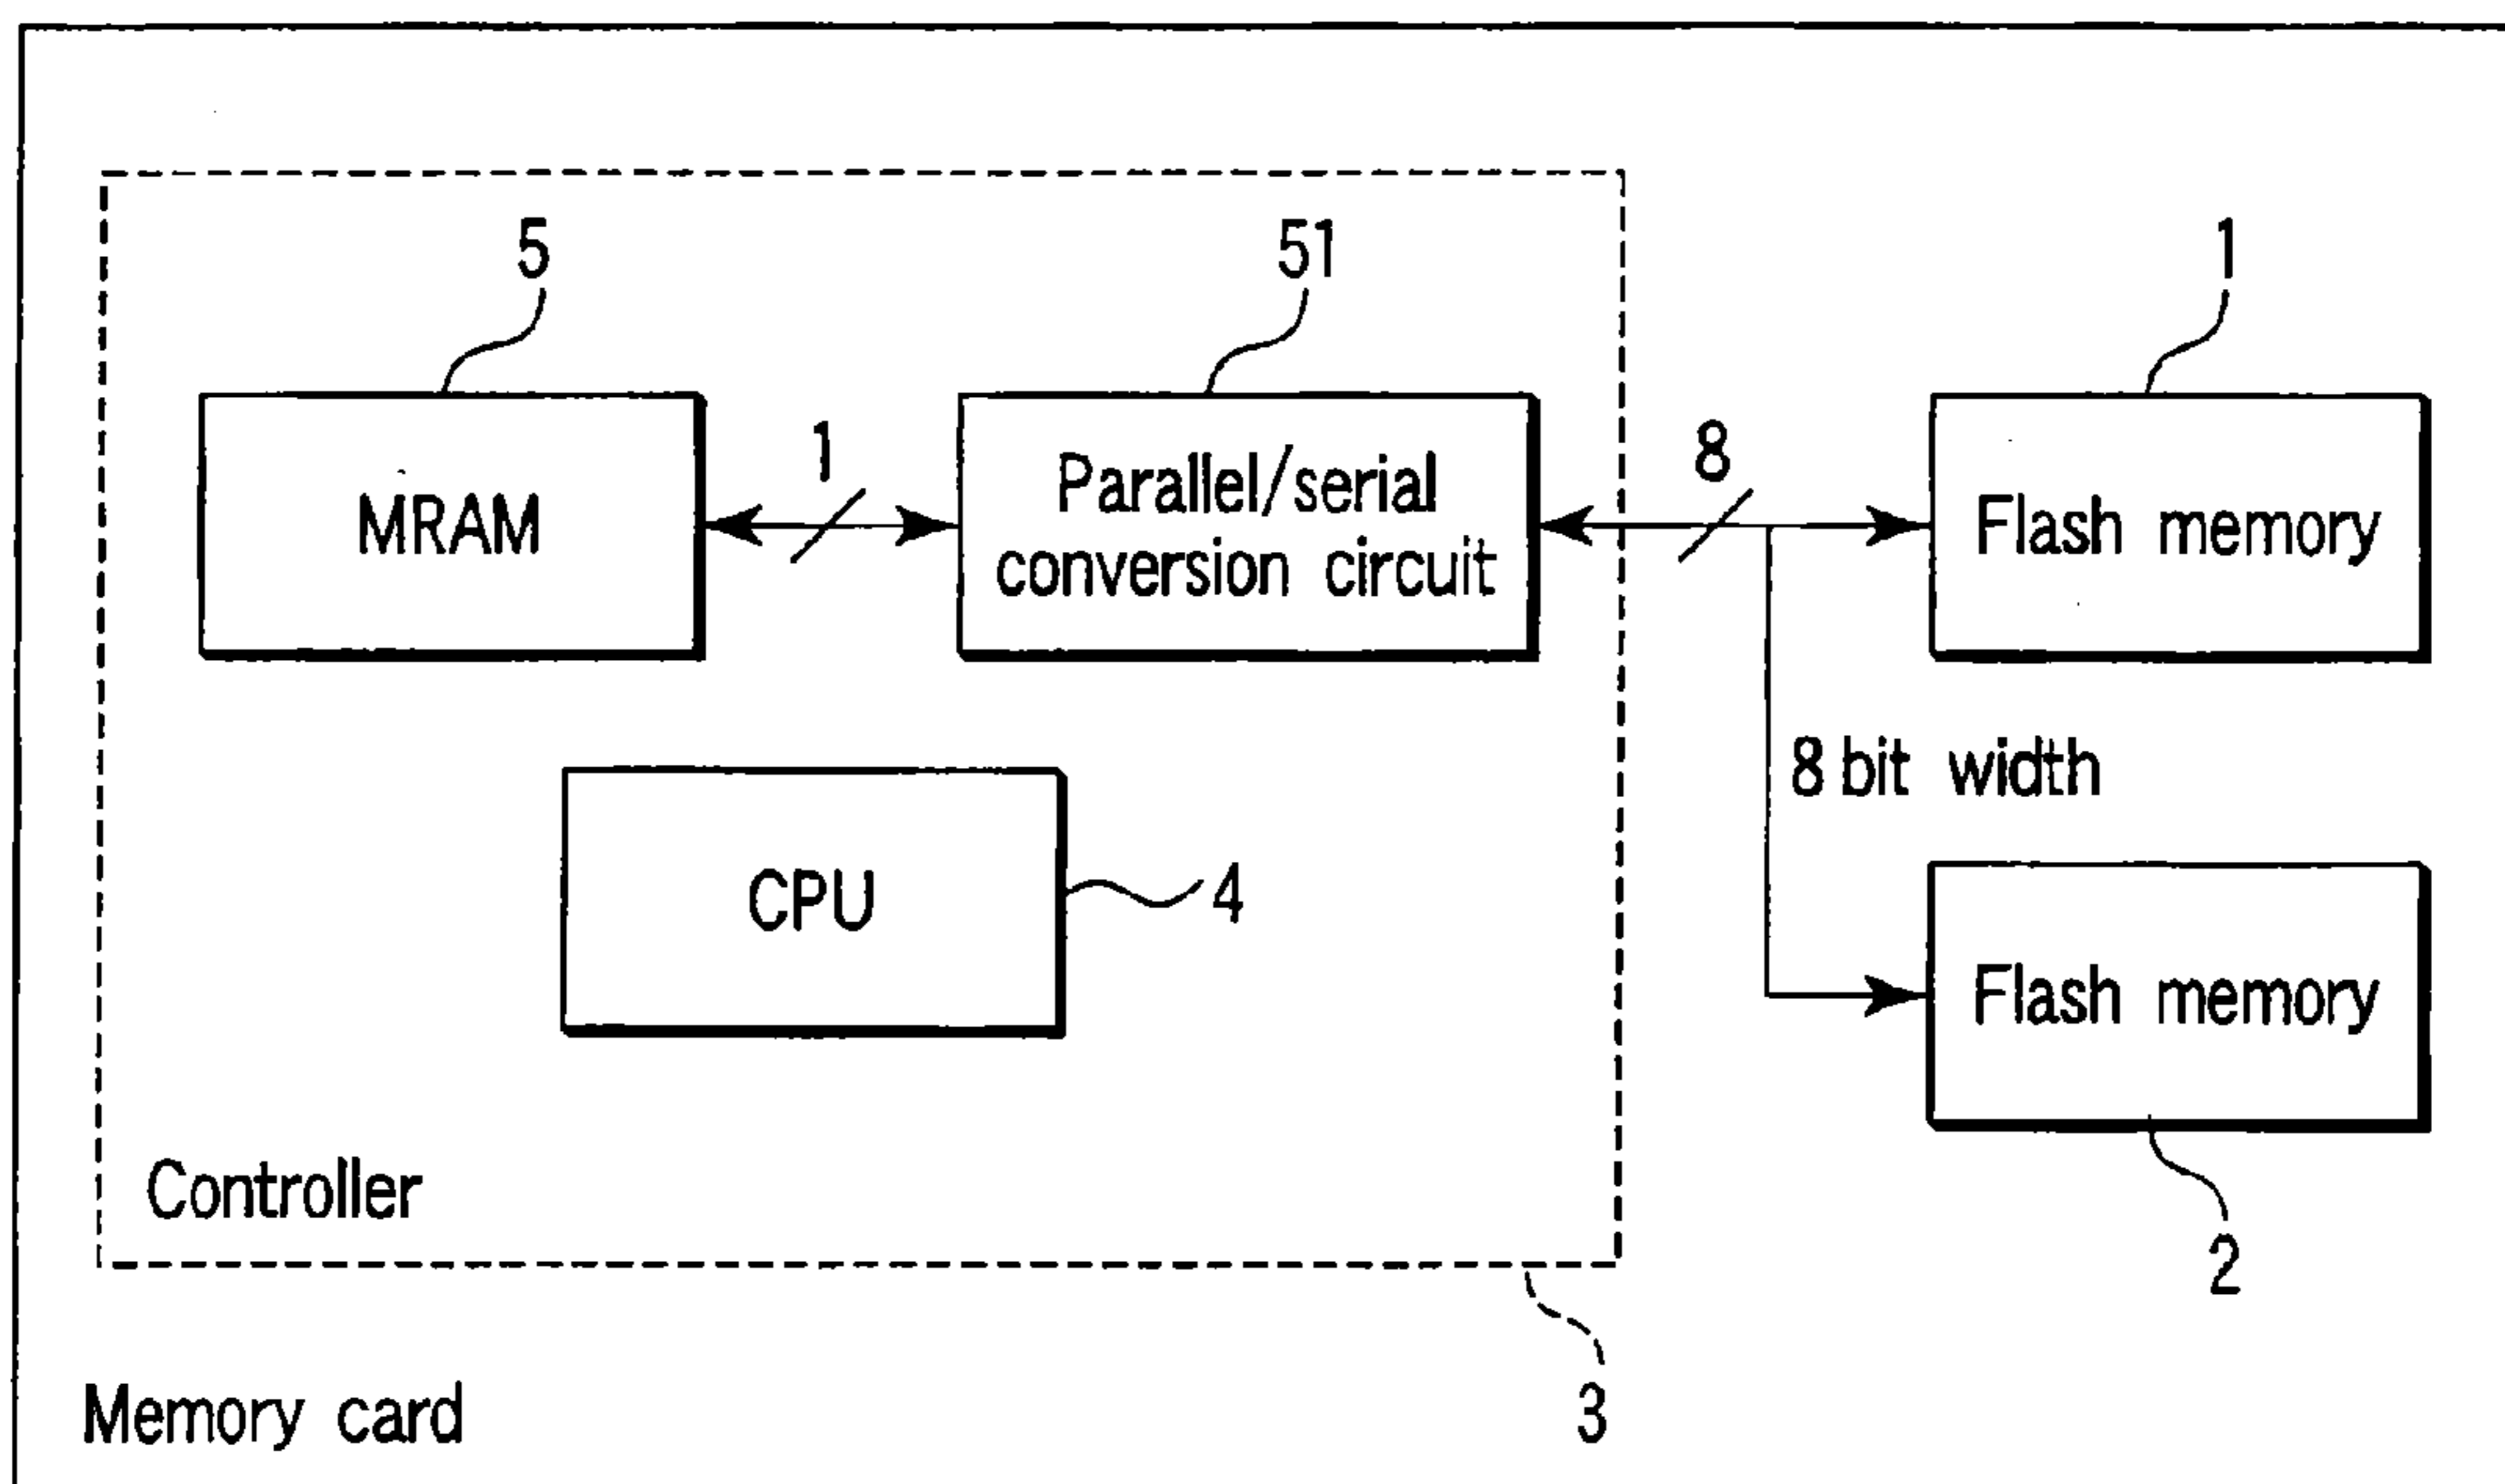 5
51
1
1
8
MRAM
Parallel/serial
conversion circuit
Flash memory
8 bit width
CPU
4
Flash memory
Controller
2
3
Memory card